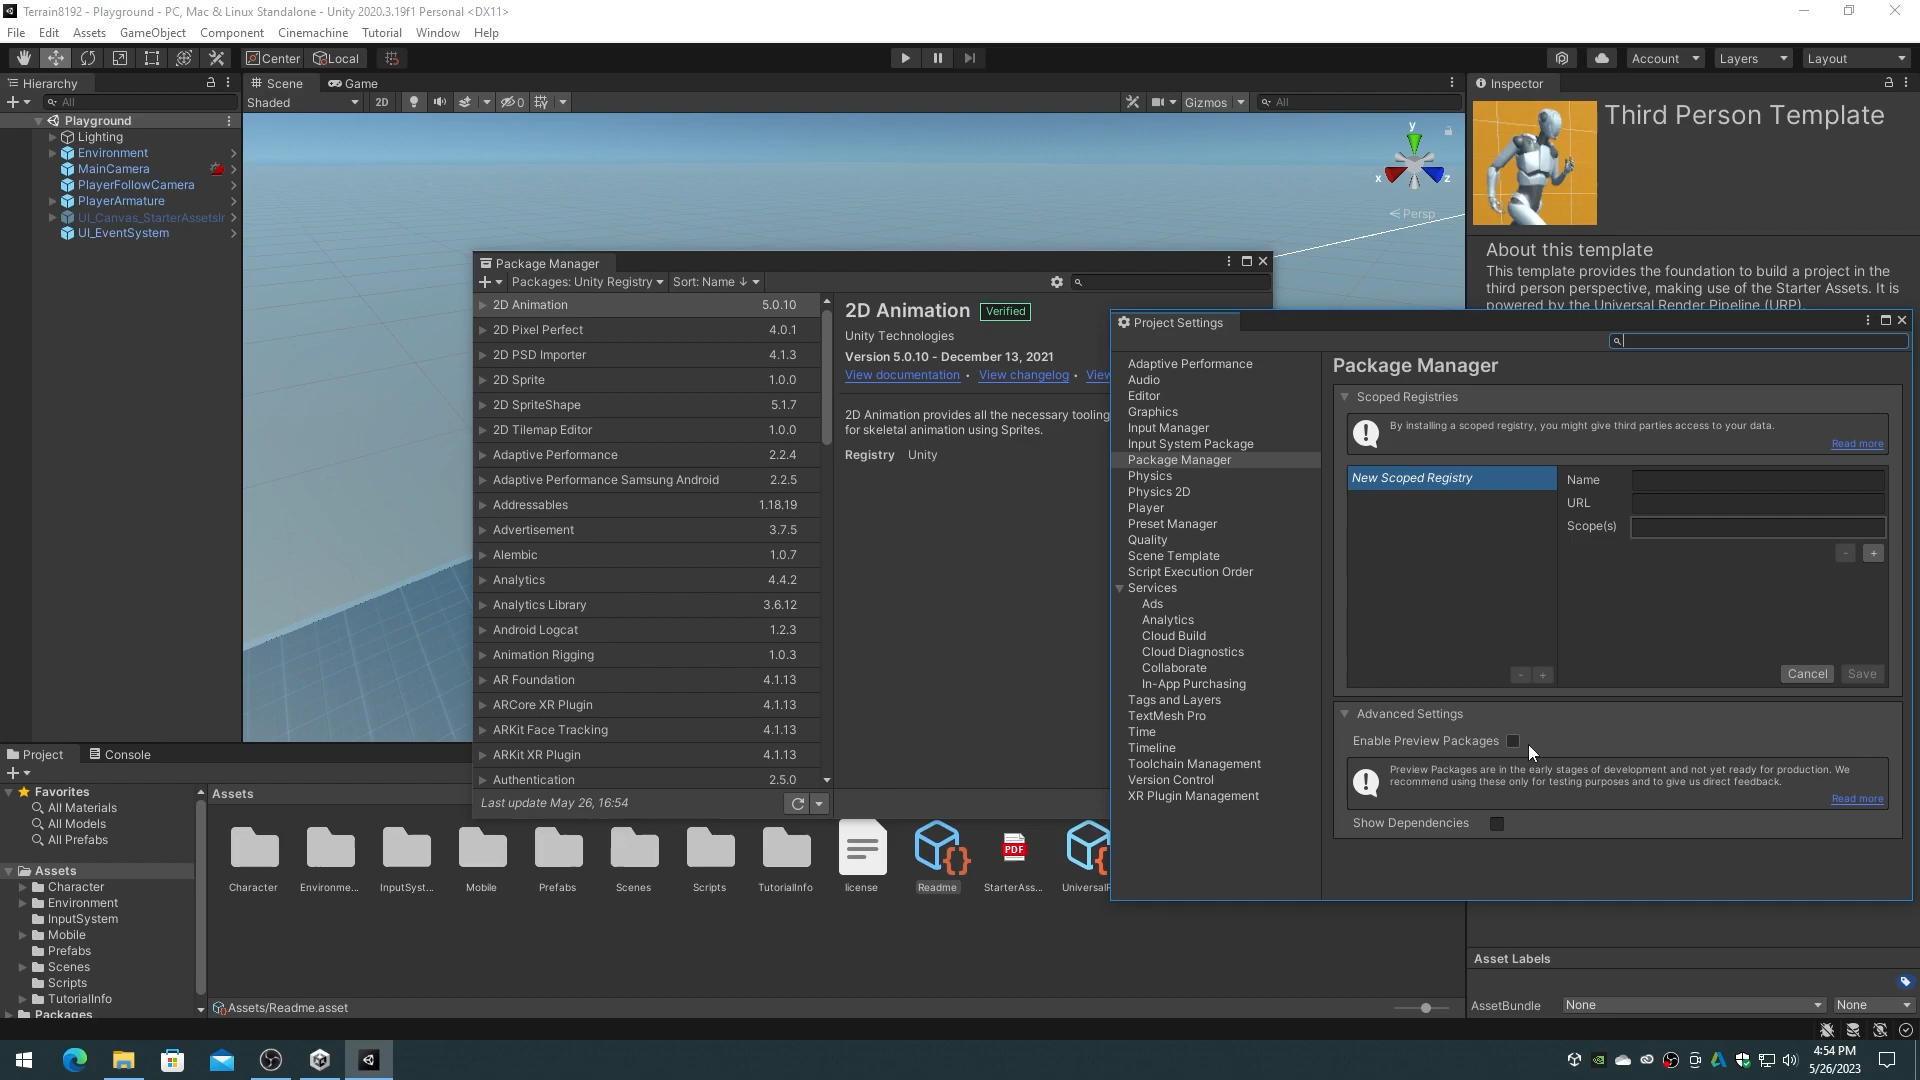 Terrain8192 - Playground - PC, Mac & Linux Standalone - Unity 2020.3.19f1 Personal <DX11>
File Edit Assets GameObject Component Cinemachine Tutorial Window Help
Center Local Account Layers Layout
Hierarchy
All
Playground
Lighting
Environment
MainCamera
PlayerFollowCamera
PlayerArmature
UI_Canvas_StarterAssetsIr
UI_EventSystem
Scene Game
Shaded 2D 0 Gizmos All
y
x z
Persp
Inspector
Third Person Template
About this template
This template provides the foundation to build a project in the
third person perspective, making use of the Starter Assets. It is
powered by the Universal Render Pipeline (URP).
Package Manager
Packages: Unity Registry Sort: Name ↓
2D Animation 5.0.10
2D Pixel Perfect 4.0.1
2D PSD Importer 4.1.3
2D Sprite 1.0.0
2D SpriteShape 5.1.7
2D Tilemap Editor 1.0.0
Adaptive Performance 2.2.4
Adaptive Performance Samsung Android 2.2.5
Addressables 1.18.19
Advertisement 3.7.5
Alembic 1.0.7
Analytics 4.4.2
Analytics Library 3.6.12
Android Logcat 1.2.3
Animation Rigging 1.0.3
AR Foundation 4.1.13
ARCore XR Plugin 4.1.13
ARKit Face Tracking 4.1.13
ARKit XR Plugin 4.1.13
Authentication 2.5.0
Last update May 26, 16:54
2D Animation Verified
Unity Technologies
Version 5.0.10 - December 13, 2021
View documentation • View changelog • View
2D Animation provides all the necessary tooling
for skeletal animation using Sprites.
Registry Unity
Project Settings
Adaptive Performance
Audio
Editor
Graphics
Input Manager
Input System Package
Package Manager
Physics
Physics 2D
Player
Preset Manager
Quality
Scene Template
Script Execution Order
Services
Ads
Analytics
Cloud Build
Cloud Diagnostics
Collaborate
In-App Purchasing
Tags and Layers
TextMesh Pro
Time
Timeline
Toolchain Management
Version Control
XR Plugin Management
Package Manager
Scoped Registries
By installing a scoped registry, you might give third parties access to your data.
Read more
New Scoped Registry
Name
URL
Scope(s)
- +
- +
Cancel Save
Advanced Settings
Enable Preview Packages
Preview Packages are in the early stages of development and not yet ready for production. We
recommend using these only for testing purposes and to give us direct feedback.
Read more
Show Dependencies
Project Console
Favorites
All Materials
All Models
All Prefabs
Assets
Character
Environment
InputSystem
Mobile
Prefabs
Scenes
Scripts
TutorialInfo
Packages
Assets
PDF
Character Environme... InputSyst... Mobile Prefabs Scenes Scripts TutorialInfo license Readme StarterAss... UniversalR
Assets/Readme.asset
Asset Labels
AssetBundle None None
4:54 PM
5/26/2023